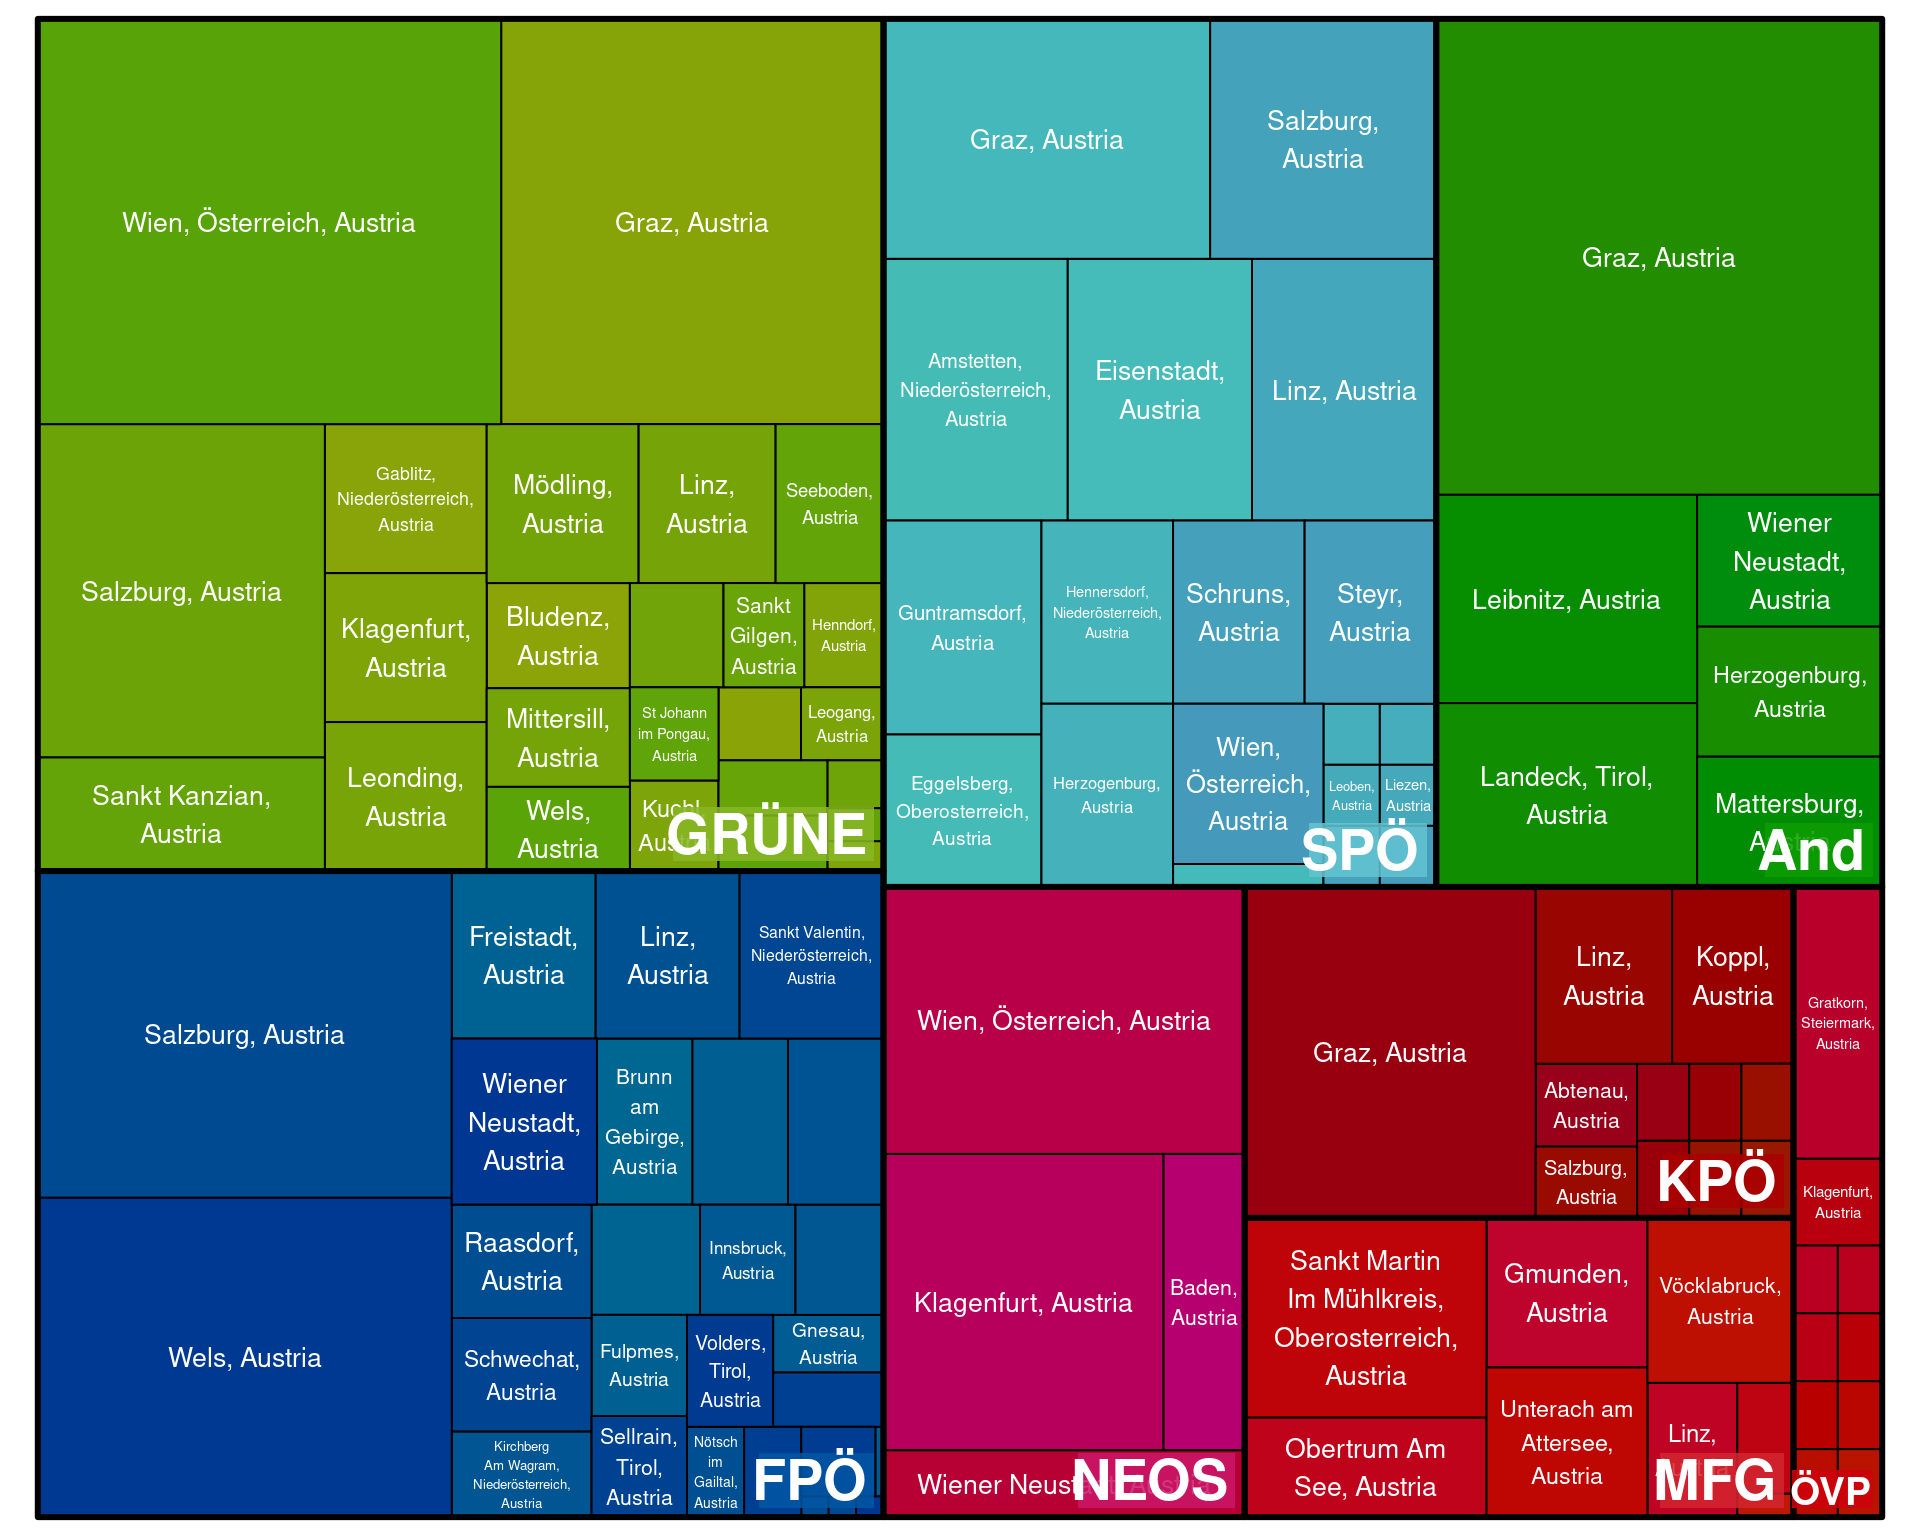 Wien, Österreich, Austria
Graz, Austria
Salzburg, Austria
Sankt Kanzian,
Austria
Gablitz,
Niederösterreich,
Austria
Klagenfurt,
Austria
Leonding,
Austria
Mödling,
Austria
Linz,
Austria
Seeboden,
Austria
Bludenz,
Austria
Mittersill,
Austria
Wels,
Austria
Sankt
Gilgen,
Austria
Henndorf,
Austria
St Johann
im Pongau,
Austria
Leogang,
Austria
Kuchl,
Austria
GRÜNE
Graz, Austria
Salzburg,
Austria
Amstetten,
Niederösterreich,
Austria
Eisenstadt,
Austria
Linz, Austria
Guntramsdorf,
Austria
Eggelsberg,
Oberosterreich,
Austria
Hennersdorf,
Niederösterreich,
Austria
Herzogenburg,
Austria
Schruns,
Austria
Steyr,
Austria
Wien,
Österreich,
Austria
Leoben,
Austria
Liezen,
Austria
SPÖ
Graz, Austria
Leibnitz, Austria
Landeck, Tirol,
Austria
Wiener
Neustadt,
Austria
Herzogenburg,
Austria
Mattersburg,
Austria
And
Salzburg, Austria
Wels, Austria
Freistadt,
Austria
Linz,
Austria
Sankt Valentin,
Niederösterreich,
Austria
Wiener
Neustadt,
Austria
Brunn
am
Gebirge,
Austria
Raasdorf,
Austria
Innsbruck,
Austria
Schwechat,
Austria
Kirchberg
Am Wagram,
Niederösterreich,
Austria
Fulpmes,
Austria
Volders,
Tirol,
Austria
Gnesau,
Austria
Sellrain,
Tirol,
Austria
Nötsch
im
Gailtal,
Austria
FPÖ
Wien, Österreich, Austria
Klagenfurt, Austria
Baden,
Austria
Wiener Neustadt, Austria
NEOS
Graz, Austria
Linz,
Austria
Koppl,
Austria
Abtenau,
Austria
Salzburg,
Austria
KPÖ
Sankt Martin
Im Mühlkreis,
Oberosterreich,
Austria
Obertrum Am
See, Austria
Gmunden,
Austria
Unterach am
Attersee,
Austria
Vöcklabruck,
Austria
Linz,
Austria
MFG
Gratkorn,
Steiermark,
Austria
Klagenfurt,
Austria
ÖVP